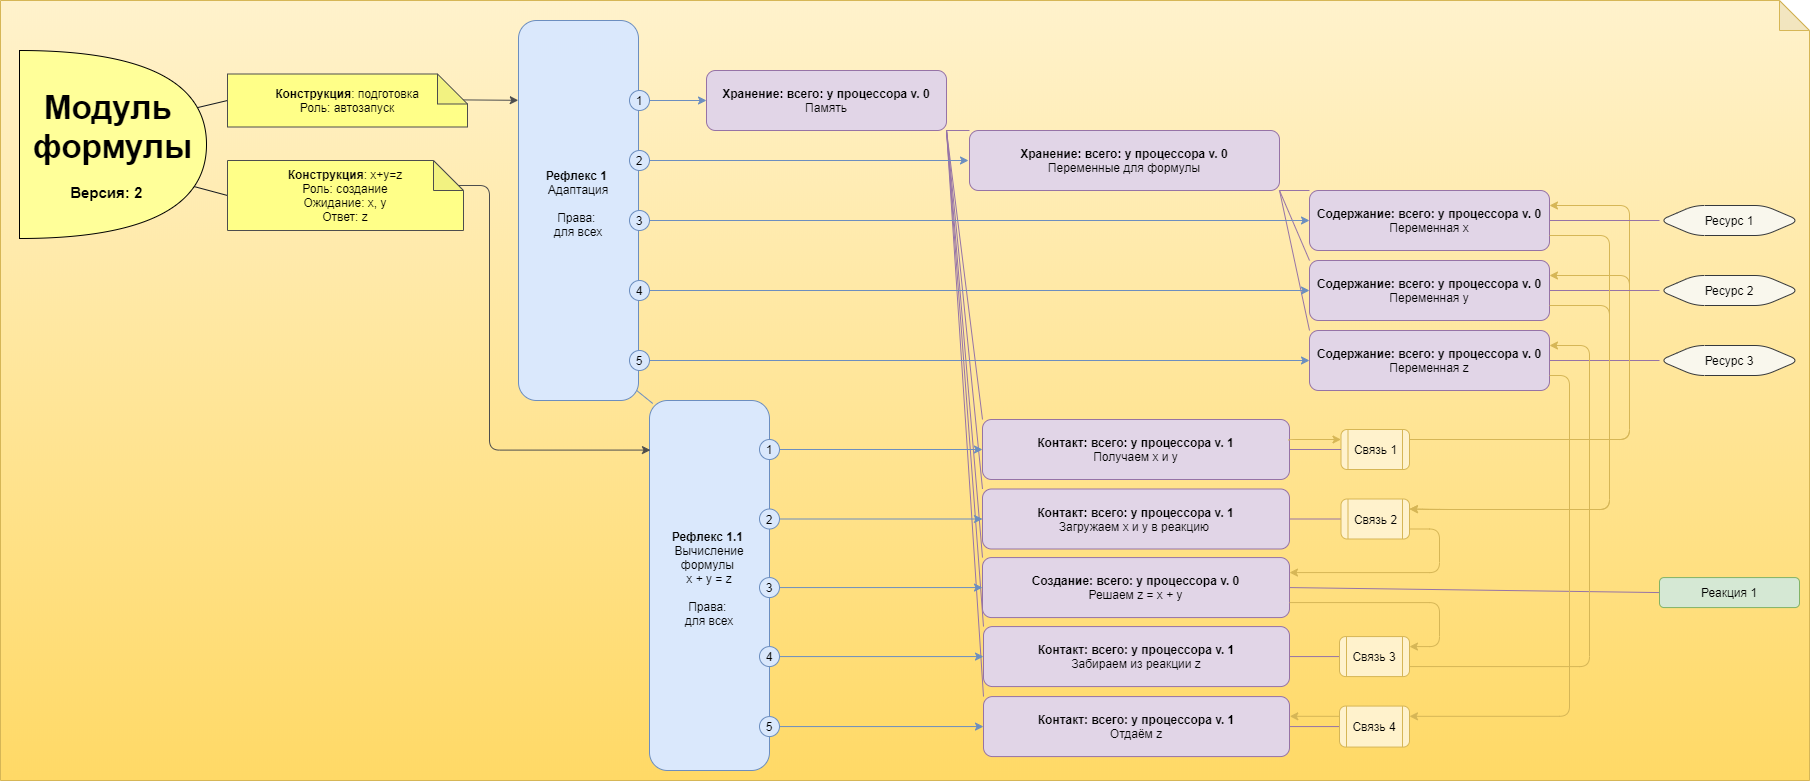 Модуль
формулы
Версия: 2
Конструкция: подготовка
Роль: автозапуск
Конструкция: x+y=z
Роль: создание
Ожидание: x, y
Ответ: z
Рефлекс 1
Адаптация
Права:
для всех
1
2
3
4
5
Хранение: всего: у процессора v. 0
Память
Хранение: всего: у процессора v. 0
Переменные для формулы
Содержание: всего: у процессора v. 0
Переменная x
Ресурс 1
Содержание: всего: у процессора v. 0
Переменная y
Ресурс 2
Содержание: всего: у процессора v. 0
Переменная z
Ресурс 3
Рефлекс 1.1
Вычисление
формулы
x + y = z
Права:
для всех
1
2
3
4
5
Контакт: всего: у процессора v. 1
Получаем x и y
Связь 1
Контакт: всего: у процессора v. 1
Загружаем x и y в реакцию
Связь 2
Создание: всего: у процессора v. 0
Решаем z = x + y
Реакция 1
Контакт: всего: у процессора v. 1
Забираем из реакции z
Связь 3
Контакт: всего: у процессора v. 1
Отдаём z
Связь 4